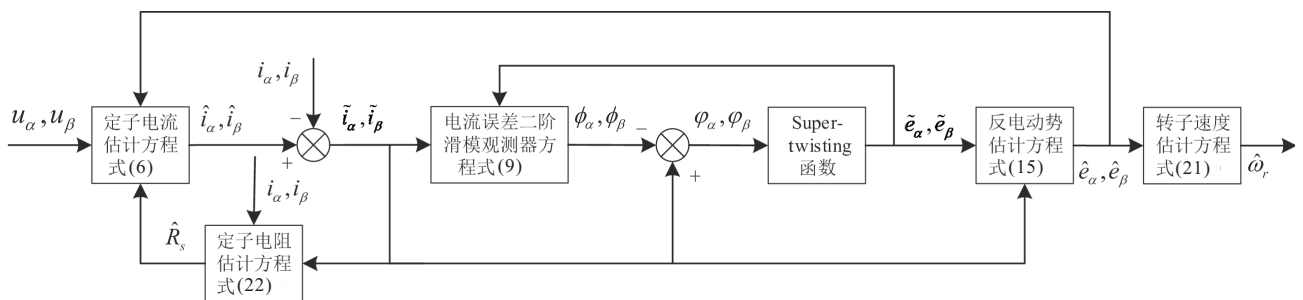 u_α, u_β
定子电流
估计方程
式(6)
î_α, î_β
i_α, i_β
−
+
ĩ_α, ĩ_β
i_α, i_β
R̂_s
定子电阻
估计方程
式(22)
电流误差二阶
滑模观测器方
程式(9)
ϕ_α, ϕ_β
−
+
φ_α, φ_β
Super-
twisting
函数
ẽ_α, ẽ_β
反电动势
估计方程
式(15)
ê_α, ê_β
转子速度
估计方程
式(21)
ω̂_r